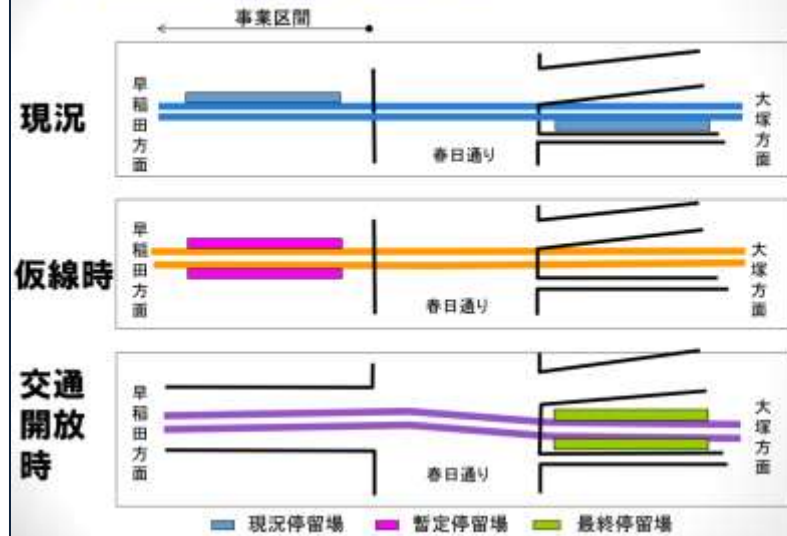 事業区間
現況
早稲田方面
春日通り
大塚方面
仮線時
早稲田方面
春日通り
大塚方面
交通
開放
時
早稲田方面
春日通り
大塚方面
現況停留場 暫定停留場 最終停留場